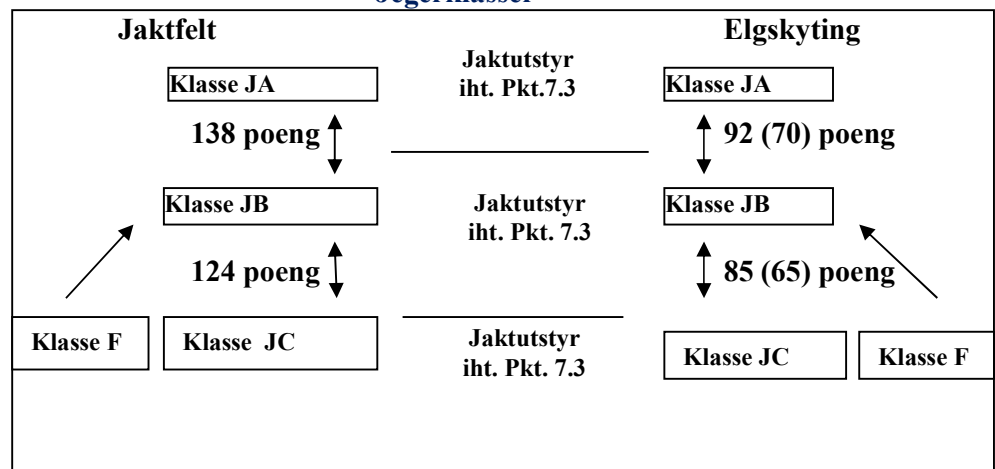 Jaktfelt
Elgskyting
Jaktutstyr
iht. Pkt.7.3
Klasse JA
Klasse JA
138 poeng
92 (70) poeng
Klasse JB
Jaktutstyr
iht. Pkt. 7.3
Klasse JB
124 poeng
85 (65) poeng
Klasse F
Klasse JC
Jaktutstyr
iht. Pkt. 7.3
Klasse JC
Klasse F